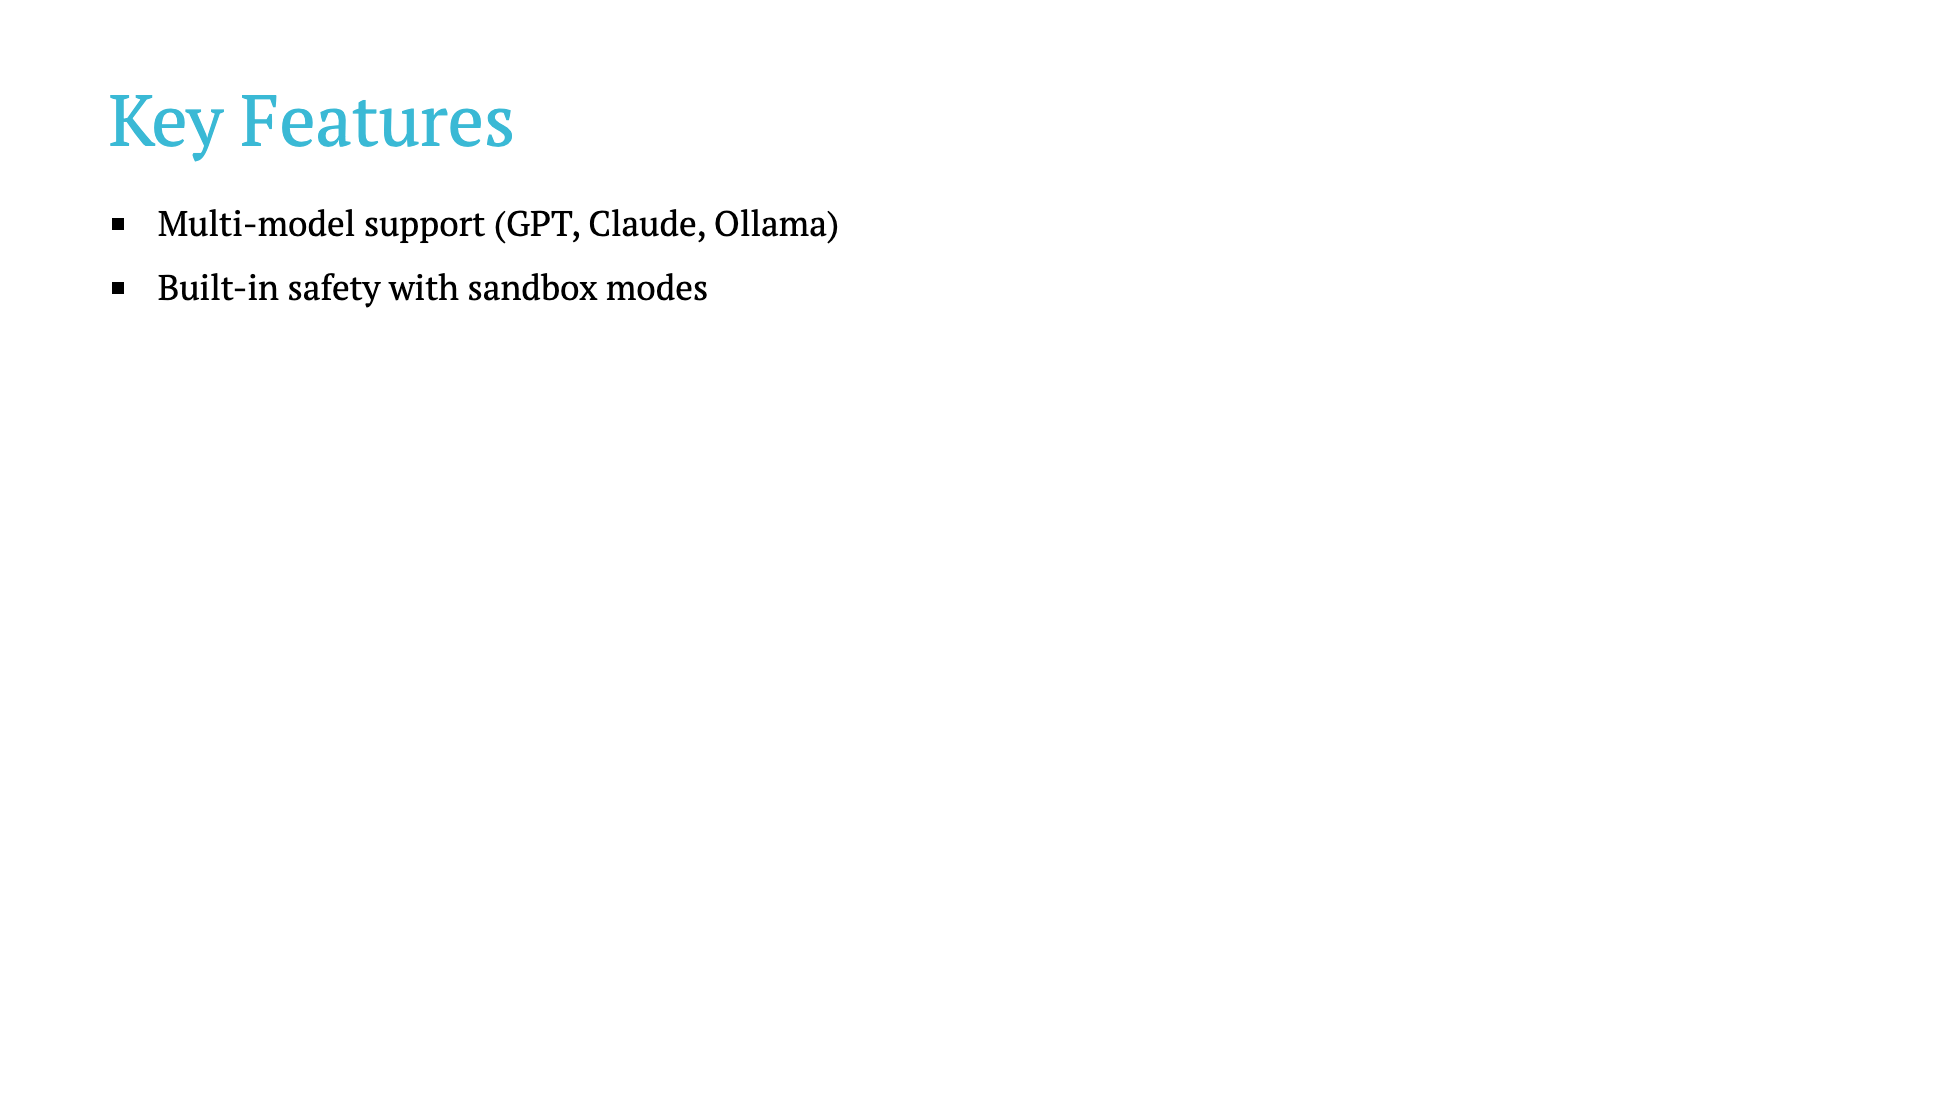 Key Features
▪ Multi-model support (GPT, Claude, Ollama)
▪ Built-in safety with sandbox modes